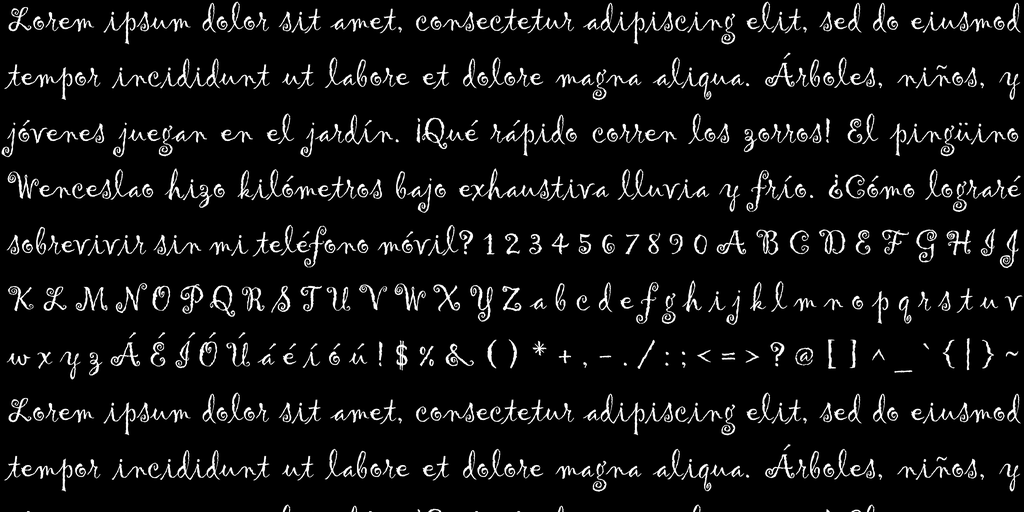 Lorem ipsum dolor sit amet, consectetur adipiscing elit, sed do eiusmod
tempor incididunt ut labore et dolore magna aliqua. Árboles, niños, y
jóvenes juegan en el jardín. ¡Qué rápido corren los zorros! El pingüino
Wenceslao hizo kilómetros bajo exhaustiva lluvia y frío. ¿Cómo lograré
sobrevivir sin mi teléfono móvil? 1 2 3 4 5 6 7 8 9 0 A B C D E F G H I J
K L M N O P Q R S T U V W X Y Z a b c d e f g h i j k l m n o p q r s t u v
w x y z Á É Í Ó Ú á é í ó ú ! $ % & ( ) * + , - . / : ; < = > ? @ [ ] ^ _ ` { | } ~
Lorem ipsum dolor sit amet, consectetur adipiscing elit, sed do eiusmod
tempor incididunt ut labore et dolore magna aliqua. Árboles, niños, y